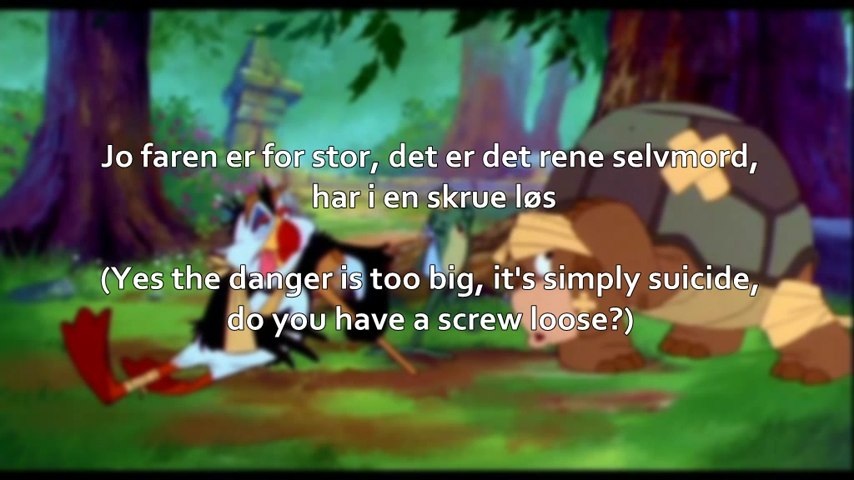 Jo faren er for stor, det er det rene selvmord,
har i en skrue løs
(Yes the danger is too big, it's simply suicide,
do you have a screw loose?)